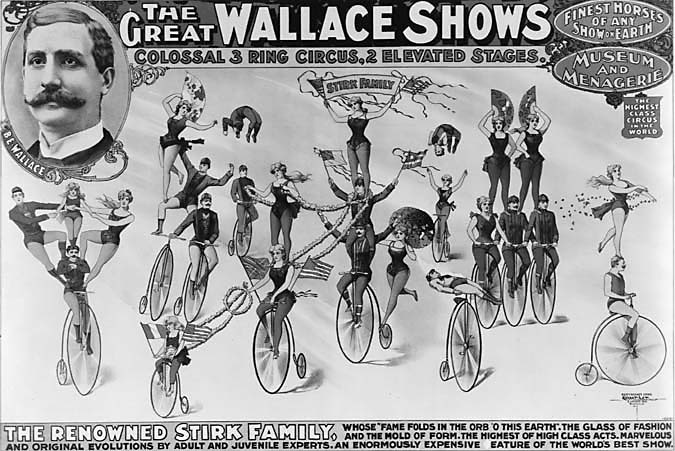 THE GREAT WALLACE SHOWS
COLOSSAL 3 RING CIRCUS, 2 ELEVATED STAGES.
FINEST HORSES
OF ANY
SHOW ON EARTH
MUSEUM
AND
MENAGERIE
THE
HIGHEST
CLASS
CIRCUS
IN THE
WORLD
B.E. WALLACE
STIRK FAMILY
THE RENOWNED STIRK FAMILY, WHOSE "FAME FOLDS IN THE ORB 'O THIS EARTH". THE GLASS OF FASHION
AND THE MOLD OF FORM. THE HIGHEST OF HIGH CLASS ACTS. MARVELOUS
AND ORIGINAL EVOLUTIONS BY ADULT AND JUVENILE EXPERTS. AN ENORMOUSLY EXPENSIVE EATURE OF THE WORLD'S BEST SHOW.